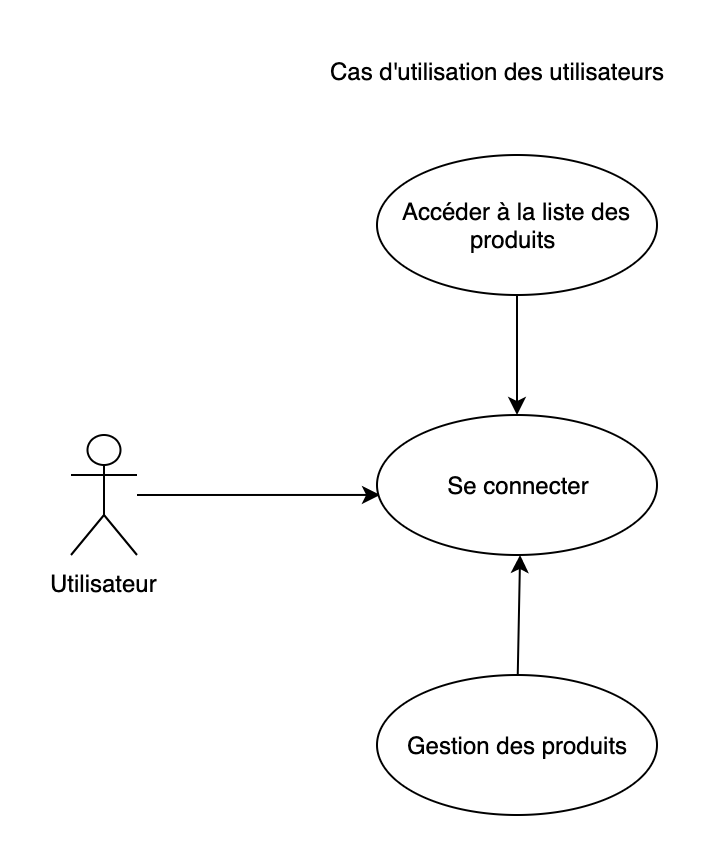 Cas d'utilisation des utilisateurs
Accéder à la liste des
produits
Se connecter
Utilisateur
Gestion des produits